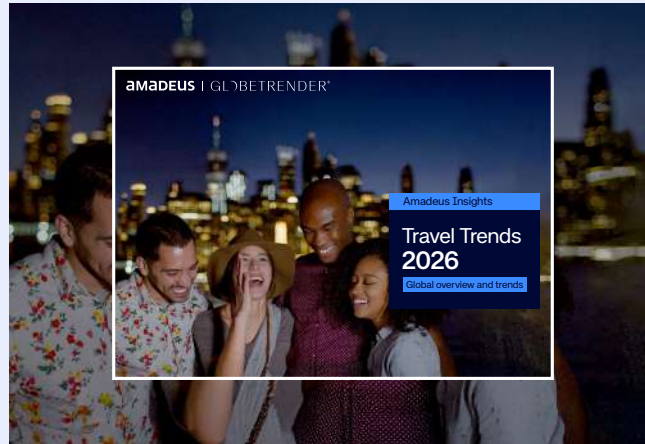 amadeus | GLOBETRENDER®
Amadeus Insights
Travel Trends
2026
Global overview and trends